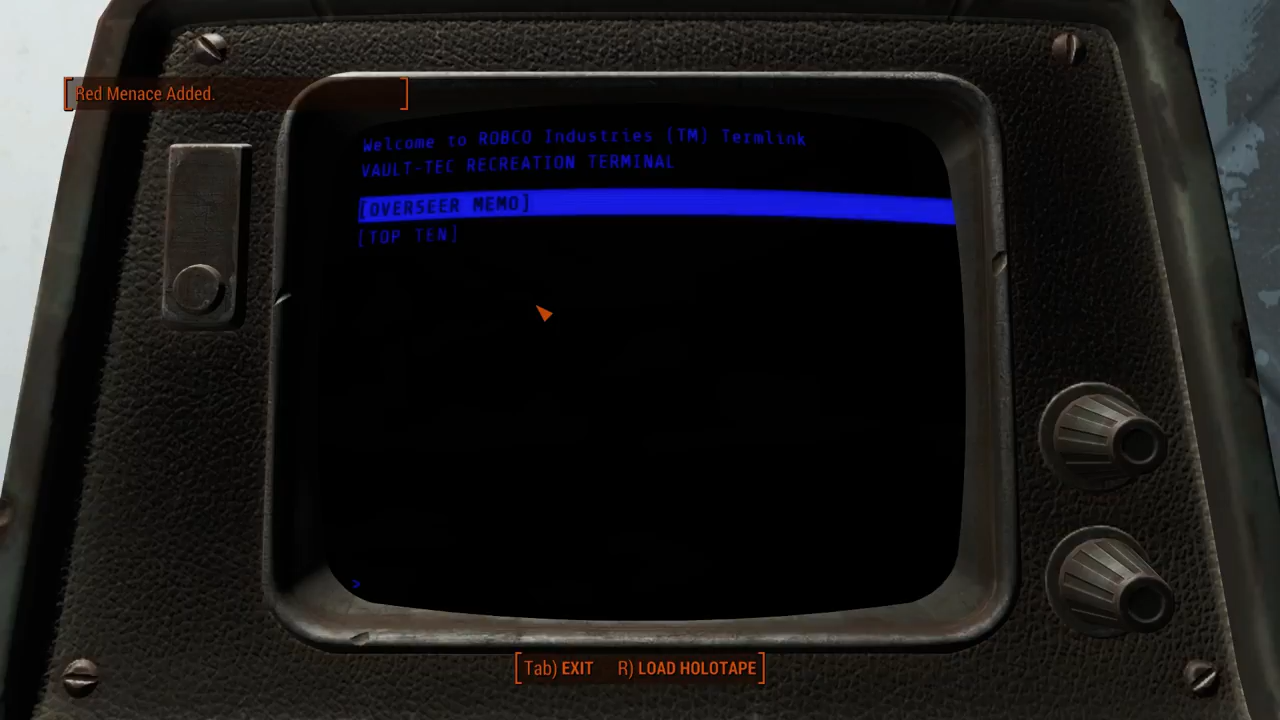 Red Menace Added.
Welcome to ROBCO Industries (TM) Termlink
VAULT-TEC RECREATION TERMINAL
[OVERSEER MEMO]
[TOP TEN]
>
Tab) EXIT R) LOAD HOLOTAPE